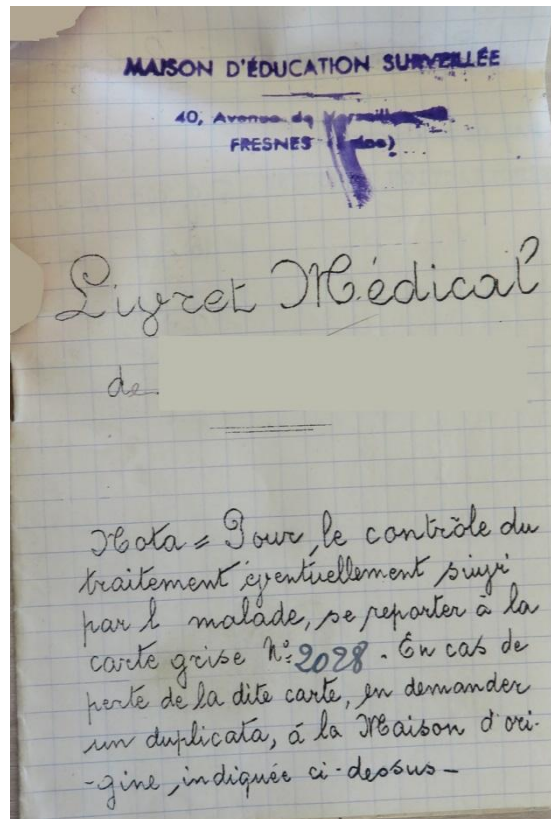 MAISON D'ÉDUCATION SURVEILLÉE
40, Avenue de Versailles
FRESNES
Livret Médical
de
Nota = Pour le contrôle du
traitement éventuellement suivi
par l malade, se reporter à la
carte grise N°: 2028. En cas de
perte de la dite carte, en demander
un duplicata, à la Maison d'ori-
-gine, indiquée ci-dessus -